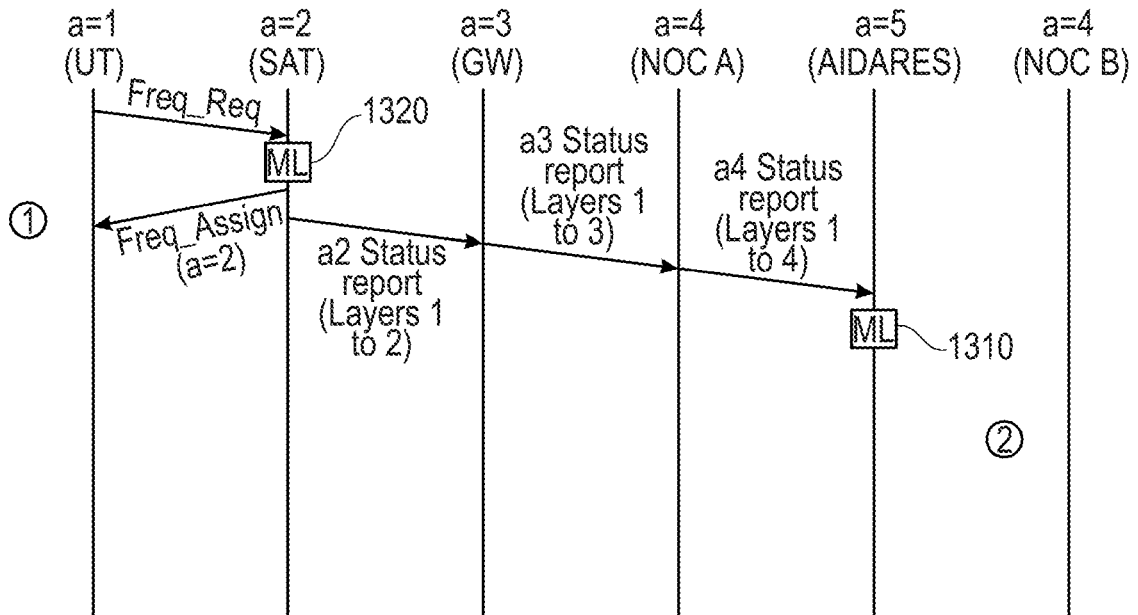 a=1
(UT)
a=2
(SAT)
a=3
(GW)
a=4
(NOC A)
a=5
(AIDARES)
a=4
(NOC B)
Freq_Req
ML
1320
1
Freq_Assign
(a=2)
a2 Status
report
(Layers 1
to 2)
a3 Status
report
(Layers 1
to 3)
a4 Status
report
(Layers 1
to 4)
ML
1310
2